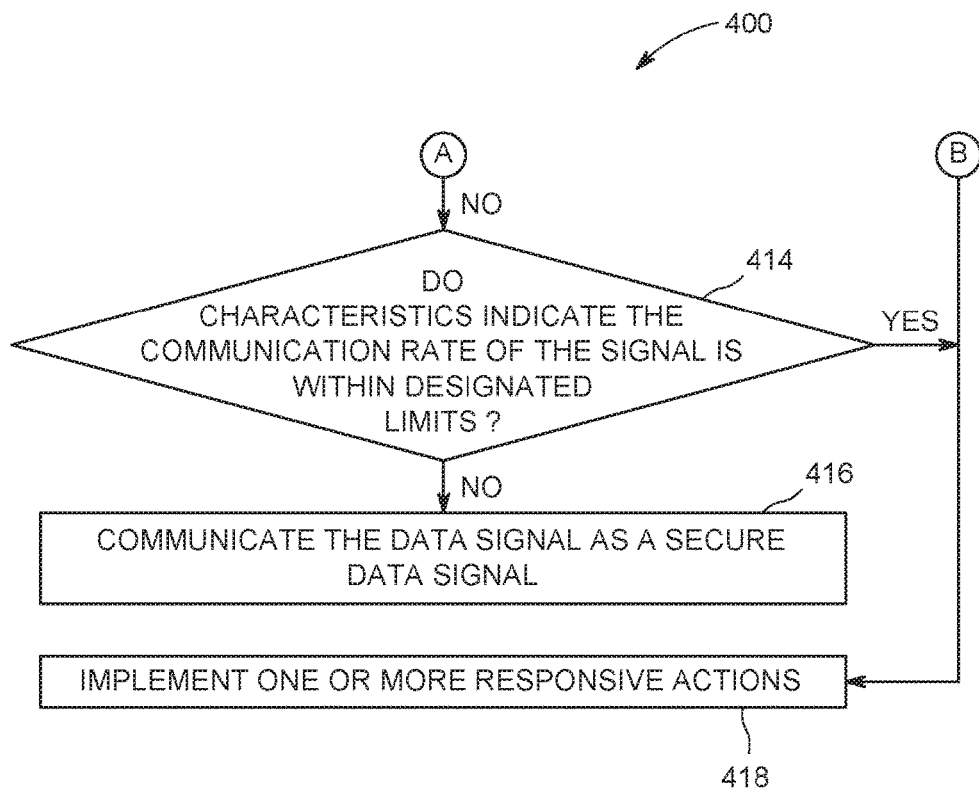 400
A
B
NO
414
DO
CHARACTERISTICS INDICATE THE
COMMUNICATION RATE OF THE SIGNAL IS
WITHIN DESIGNATED
LIMITS ?
YES
NO
416
COMMUNICATE THE DATA SIGNAL AS A SECURE
DATA SIGNAL
IMPLEMENT ONE OR MORE RESPONSIVE ACTIONS
418